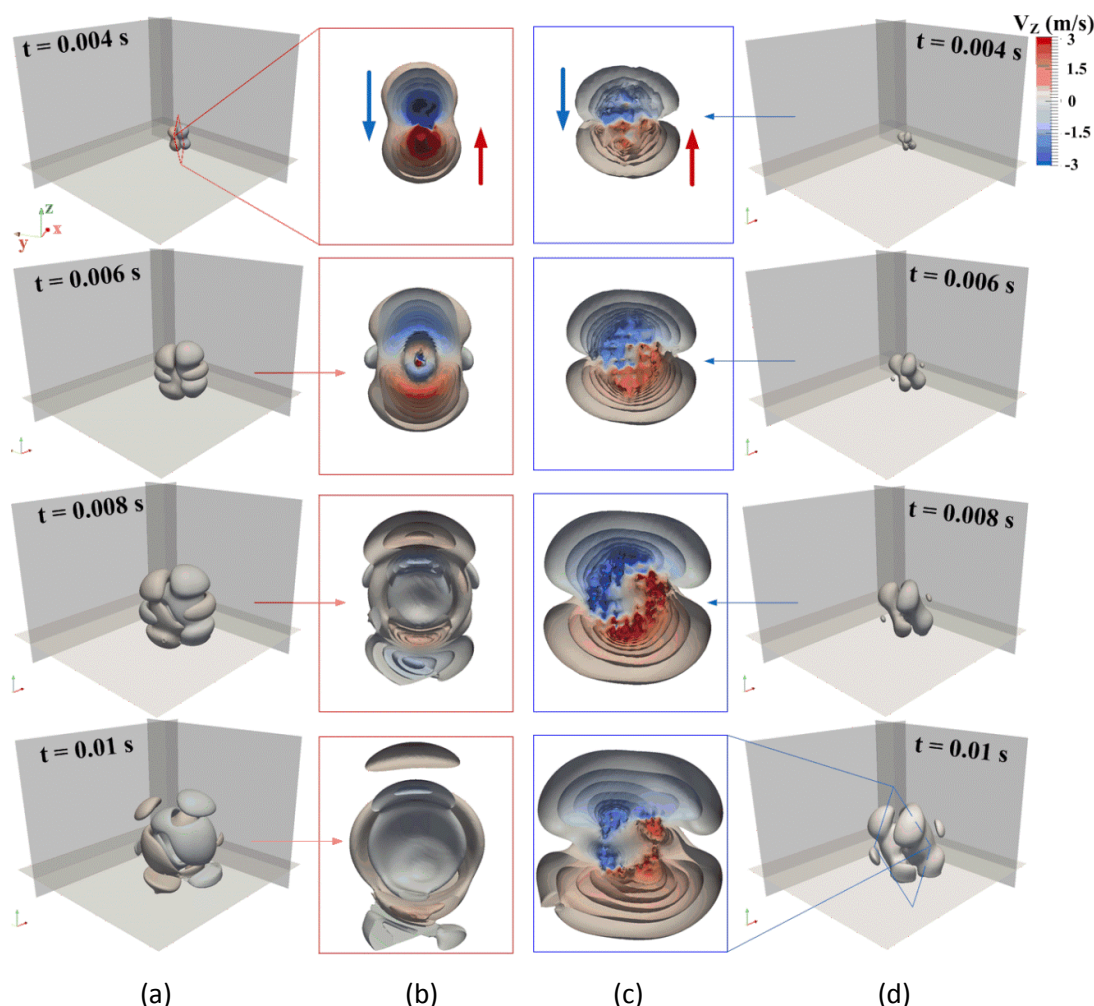 V_Z (m/s)
t = 0.004 s
t = 0.004 s
3
1.5
0
-1.5
-3
z
x
y
t = 0.006 s
t = 0.006 s
t = 0.008 s
t = 0.008 s
t = 0.01 s
t = 0.01 s
(a) (b) (c) (d)